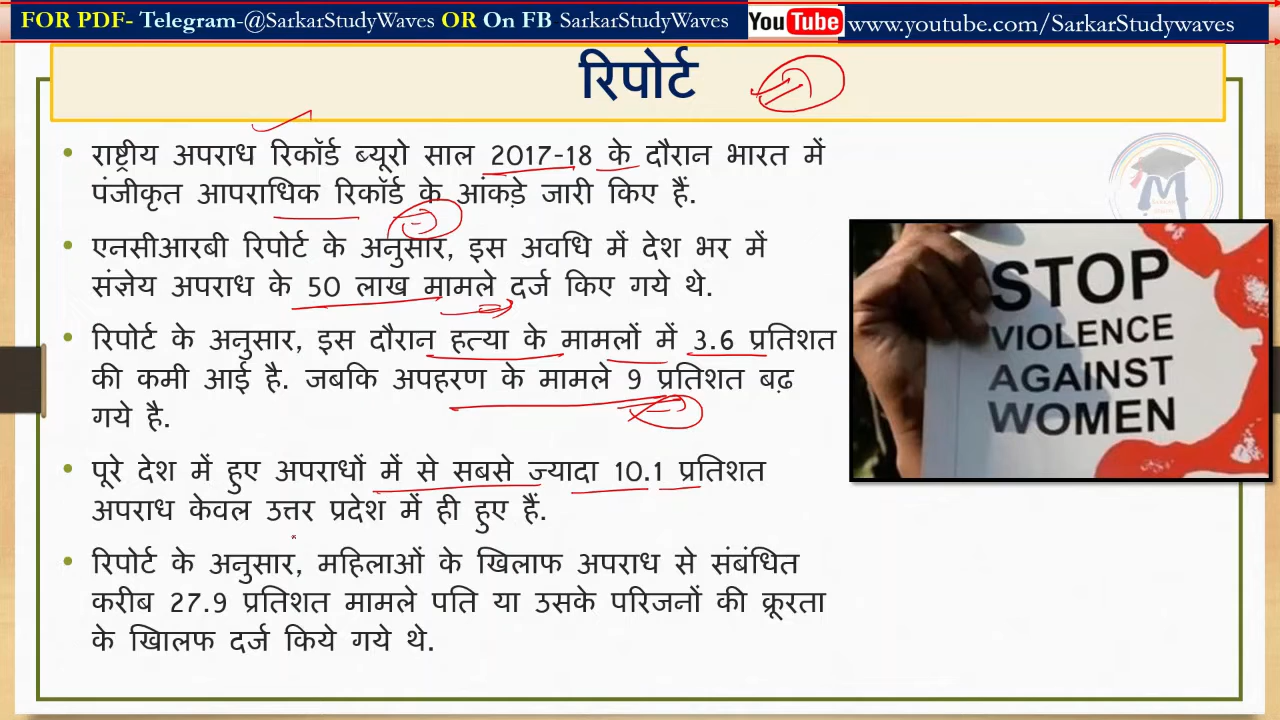 FOR PDF- Telegram-@SarkarStudyWaves OR On FB SarkarStudyWaves YouTube www.youtube.com/SarkarStudywaves
रिपोर्ट
• राष्ट्रीय अपराध रिकॉर्ड ब्यूरो साल 2017-18 के दौरान भारत में
पंजीकृत आपराधिक रिकॉर्ड के आंकड़े जारी किए हैं.
• एनसीआरबी रिपोर्ट के अनुसार, इस अवधि में देश भर में
संज्ञेय अपराध के 50 लाख मामले दर्ज किए गये थे.
• रिपोर्ट के अनुसार, इस दौरान हत्या के मामलों में 3.6 प्रतिशत
की कमी आई है. जबकि अपहरण के मामले 9 प्रतिशत बढ़
गये है.
• पूरे देश में हुए अपराधों में से सबसे ज्यादा 10.1 प्रतिशत
अपराध केवल उत्तर प्रदेश में ही हुए हैं.
• रिपोर्ट के अनुसार, महिलाओं के खिलाफ अपराध से संबंधित
करीब 27.9 प्रतिशत मामले पति या उसके परिजनों की क्रूरता
के खिालफ दर्ज किये गये थे.
STOP
VIOLENCE
AGAINST
WOMEN